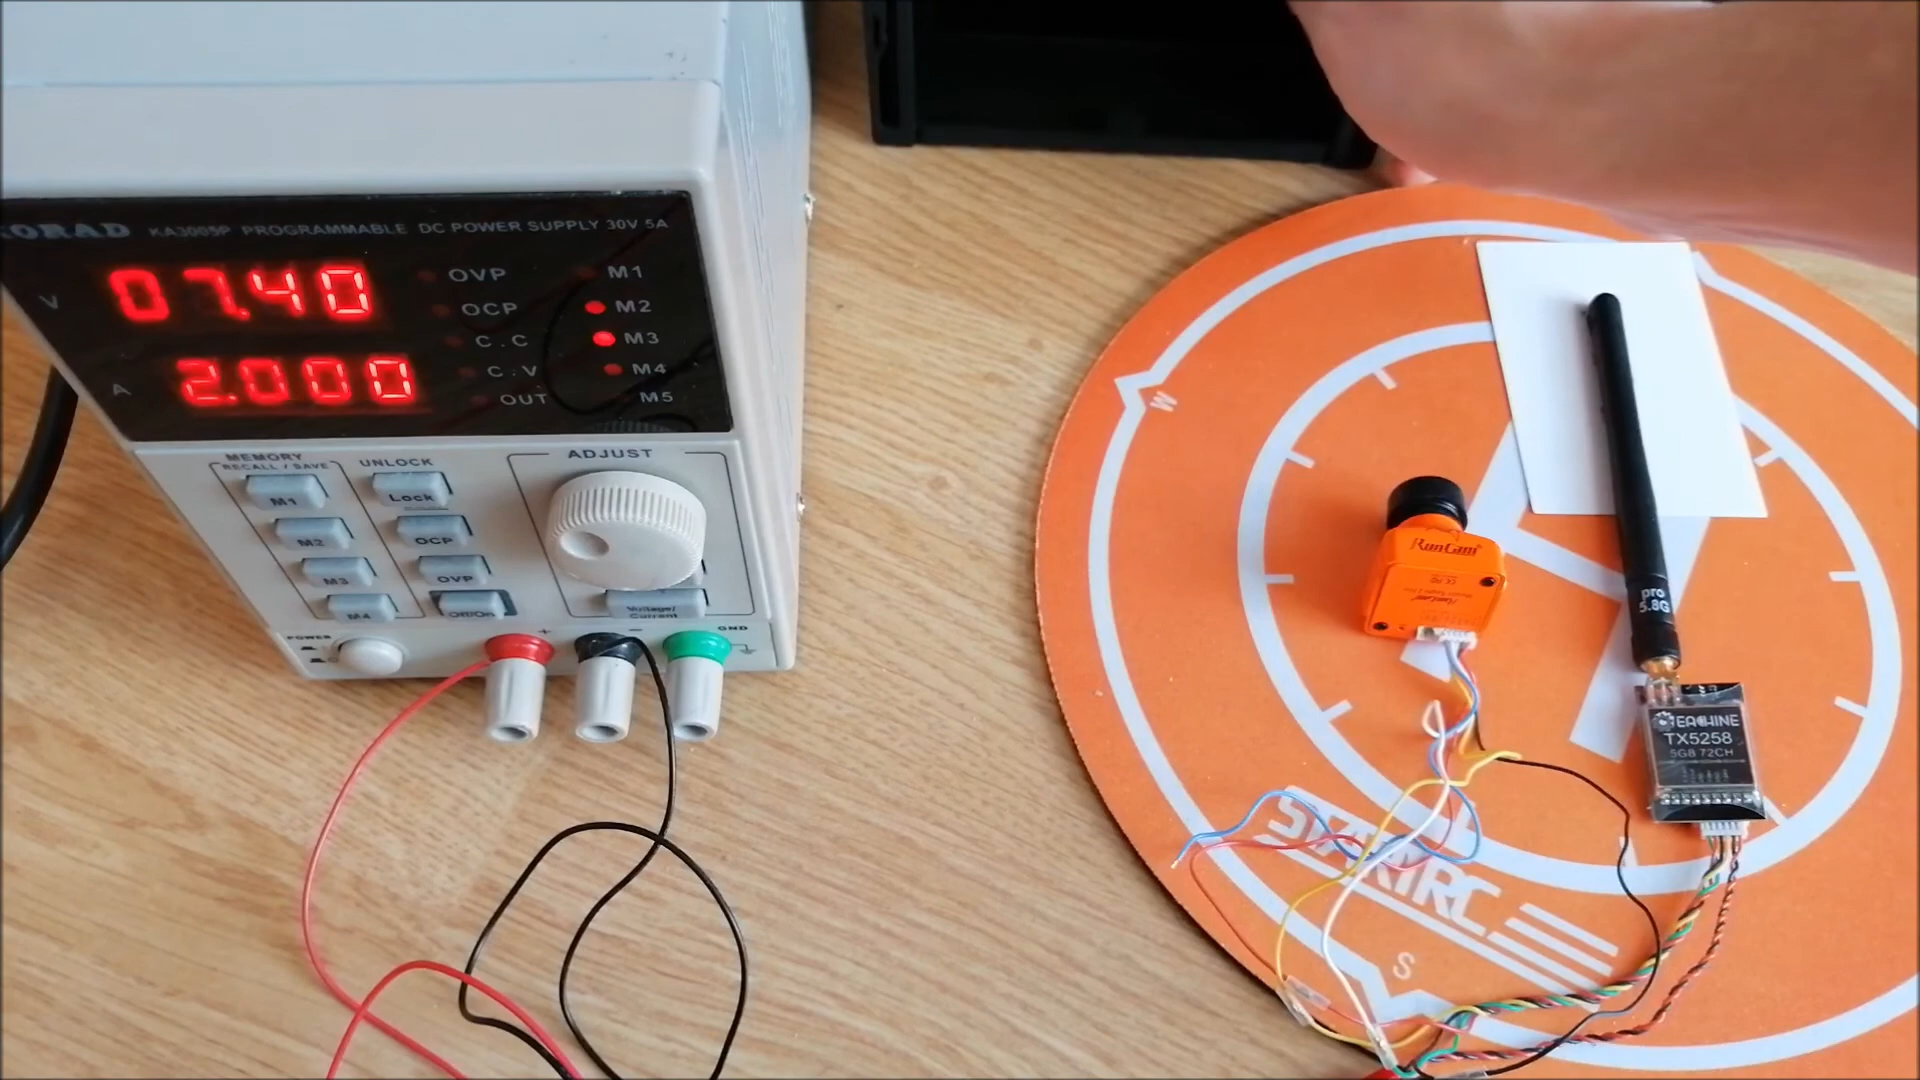 KORAD KA3005P PROGRAMMABLE DC POWER SUPPLY 30V 5A
V 07.40
A 2.000
OVP M1
OCP M2
C.C M3
C.V M4
OUT M5
MEMORY
RECALL / SAVE
UNLOCK
ADJUST
M1
M2
M3
M4
Lock
OCP
OVP
Off/On
Voltage/
Current
POWER
+
−
GND
RunCam
pro
5.8G
EACHINE
TX5258
5G8 72CH
W
STARTRC
S